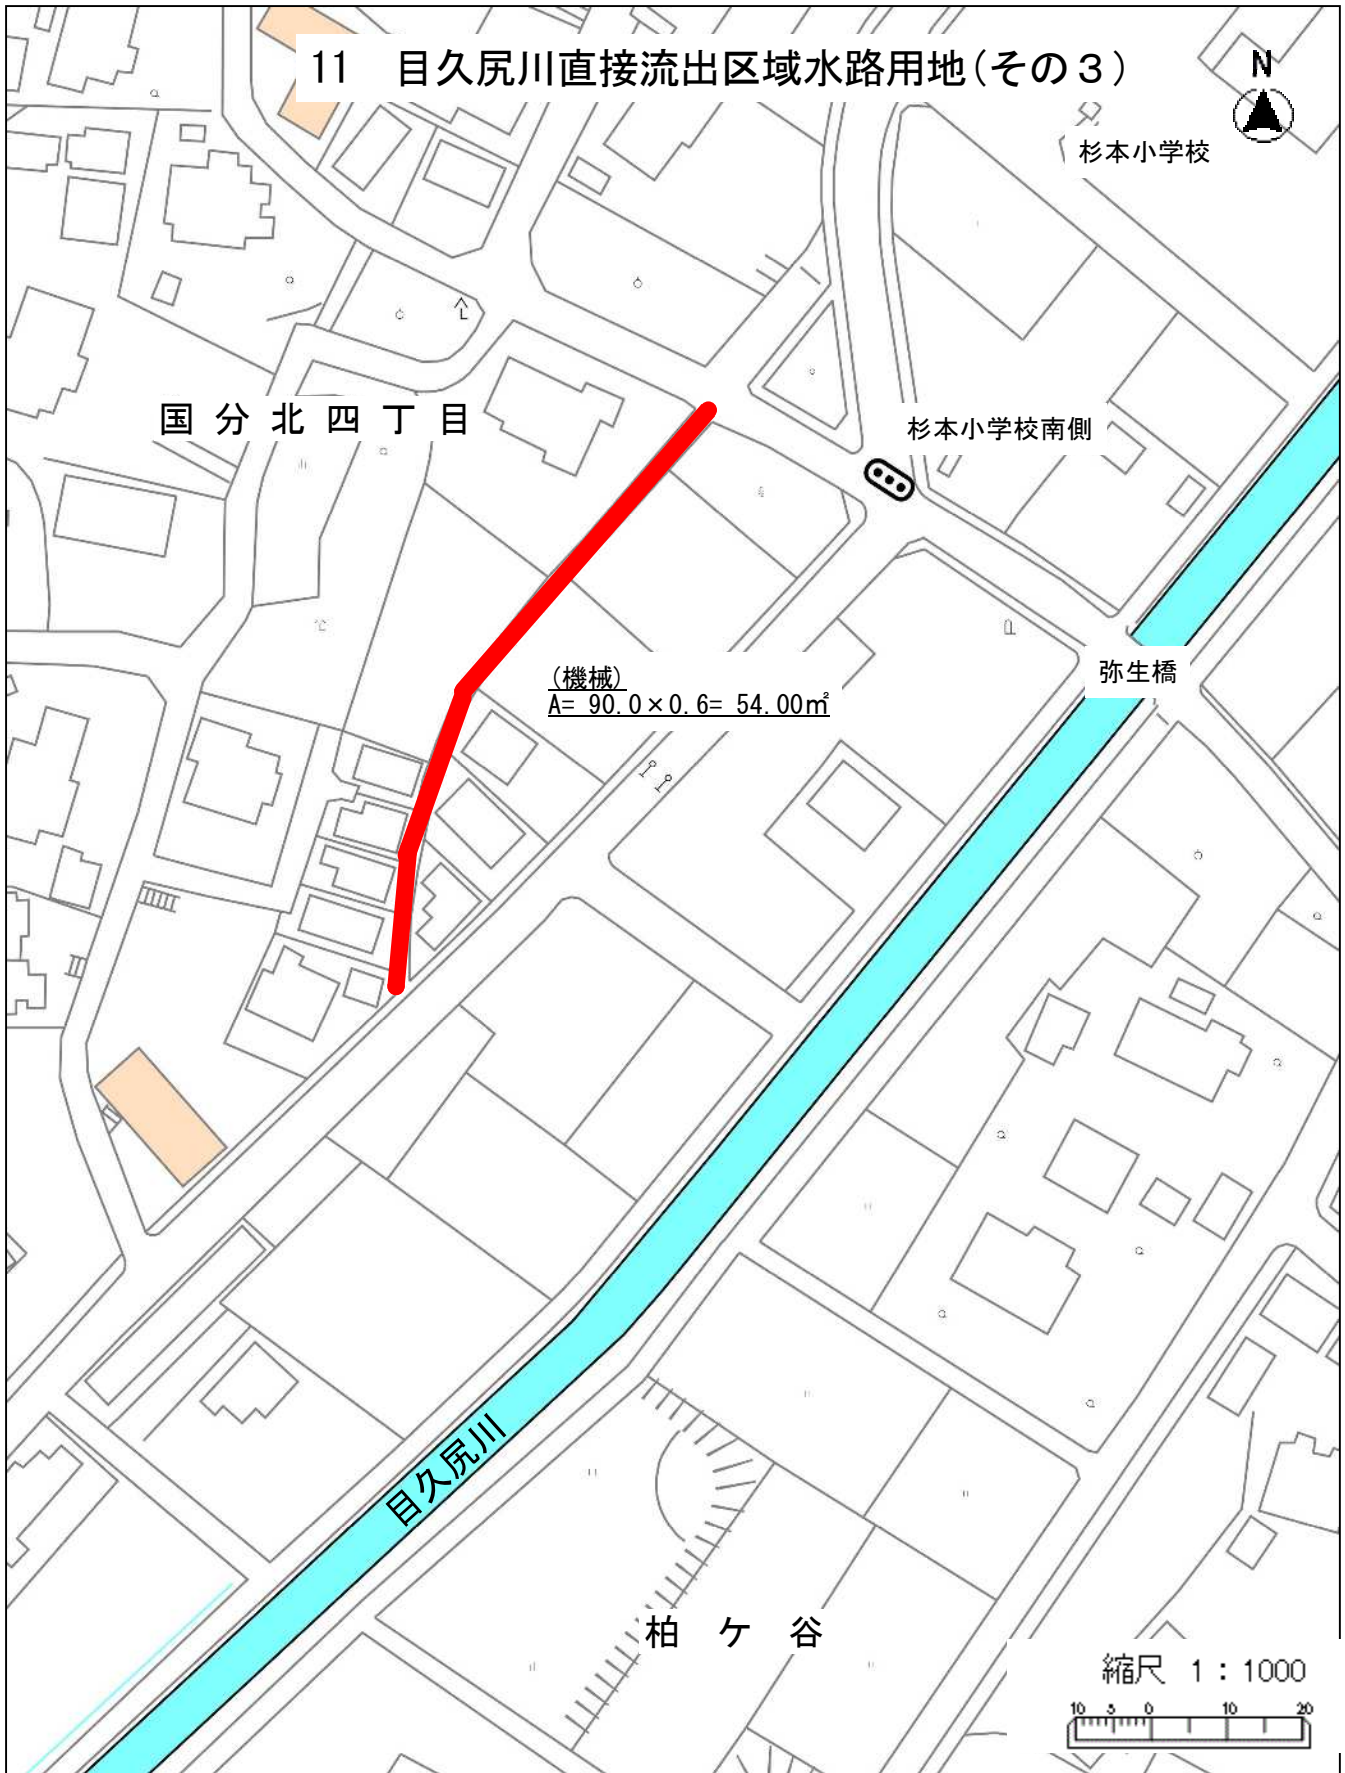 11　目久尻川直接流出区域水路用地(その３)
N
杉本小学校
国分北四丁目
杉本小学校南側
弥生橋
(機械)
A= 90.0×0.6= 54.00㎡
目久尻川
柏ケ谷
縮尺 1：1000
10 5 0 10 20